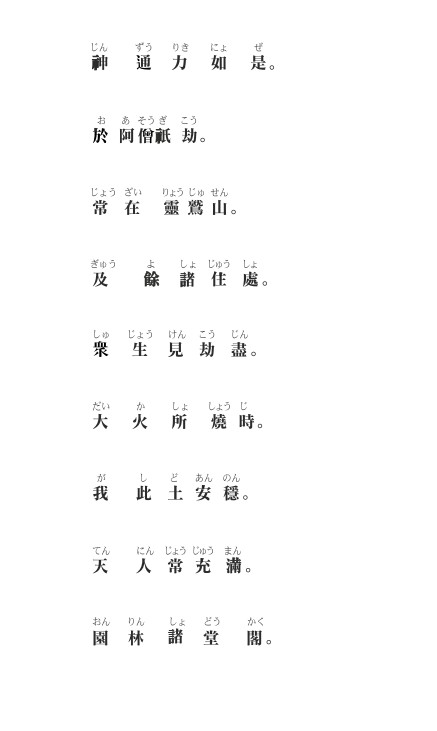 じん ずう りき にょ ぜ
神 通 力 如 是。
お あ そう ぎ こう
於 阿 僧 祇 劫。
じょう ざい りょう じゅ せん
常 在 靈 鷲 山。
ぎゅう よ しょ じゅう しょ
及 餘 諸 住 處。
しゅ じょう けん こう じん
衆 生 見 劫 盡。
だい か しょ しょう じ
大 火 所 燒 時。
が し ど あん のん
我 此 土 安 穩。
てん にん じょう じゅう まん
天 人 常 充 滿。
おん りん しょ どう かく
園 林 諸 堂 閣。